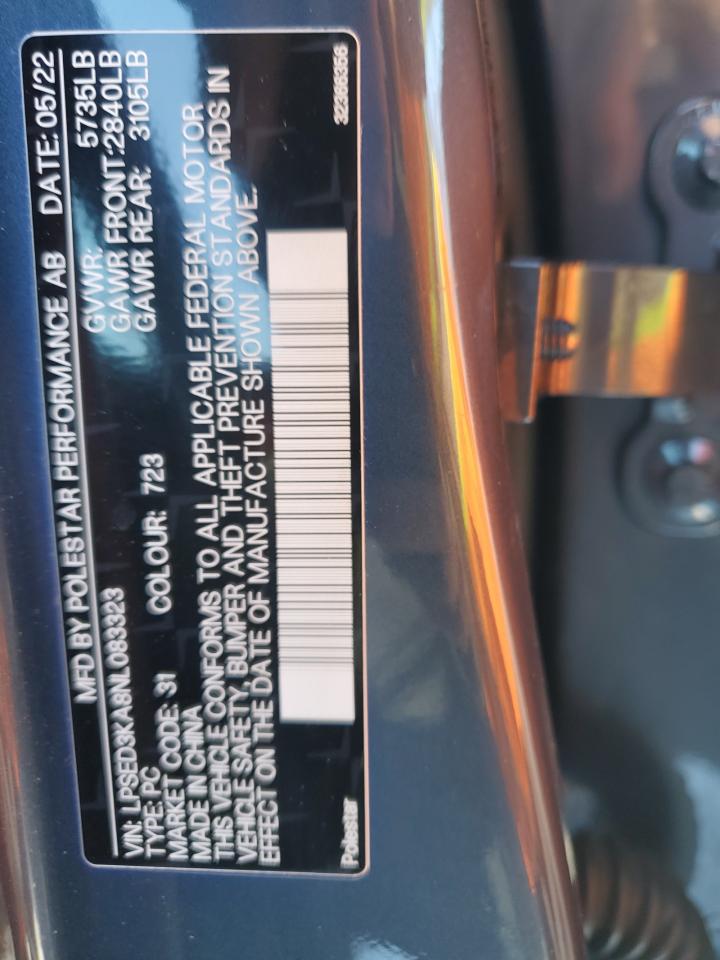 MFD BY POLESTAR PERFORMANCE AB DATE: 05/22
VIN: LPSED3KA8NL083323 GVWR: 5735LB
TYPE: PC GAWR FRONT:2840LB
MARKET CODE: 31 COLOUR: 723 GAWR REAR: 3105LB
MADE IN CHINA
THIS VEHICLE CONFORMS TO ALL APPLICABLE FEDERAL MOTOR
VEHICLE SAFETY, BUMPER AND THEFT PREVENTION STANDARDS IN
EFFECT ON THE DATE OF MANUFACTURE SHOWN ABOVE.
Polestar 32366356